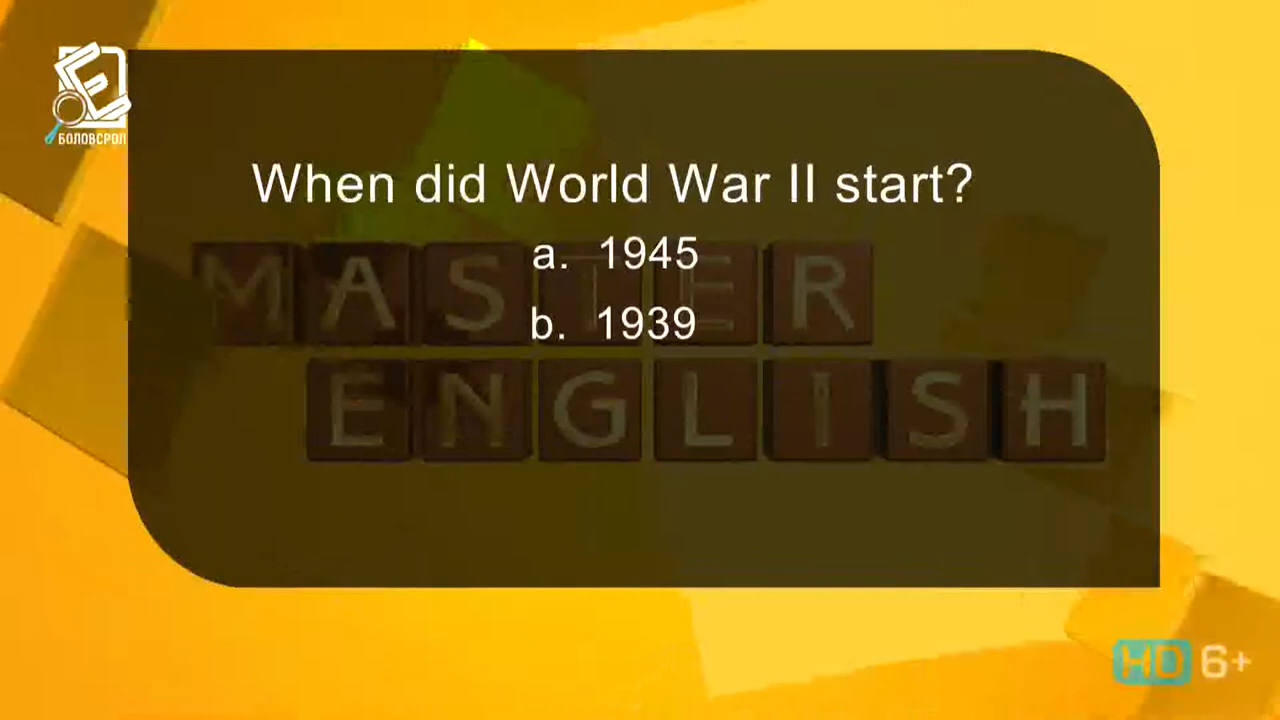 БОЛОВСРОЛ
When did World War II start?
a. 1945
b. 1939
MASTER
ENGLISH
HD 6+